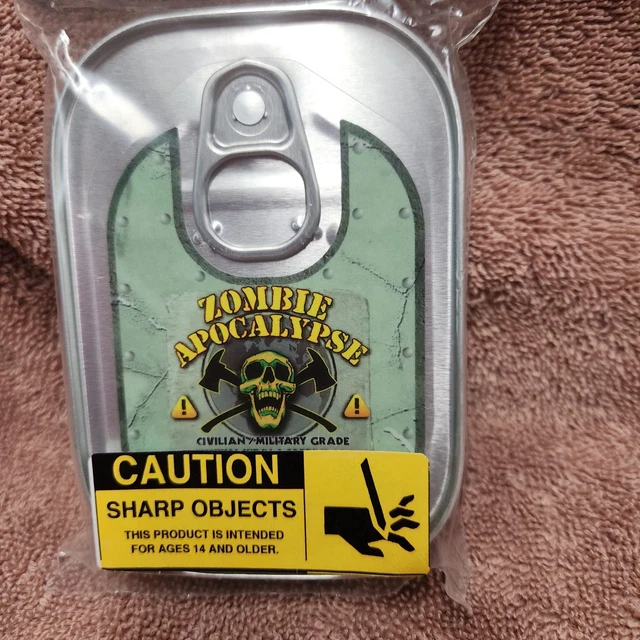 ZOMBIE
APOCALYPSE
CIVILIAN/MILITARY GRADE
CAUTION
SHARP OBJECTS
THIS PRODUCT IS INTENDED
FOR AGES 14 AND OLDER.